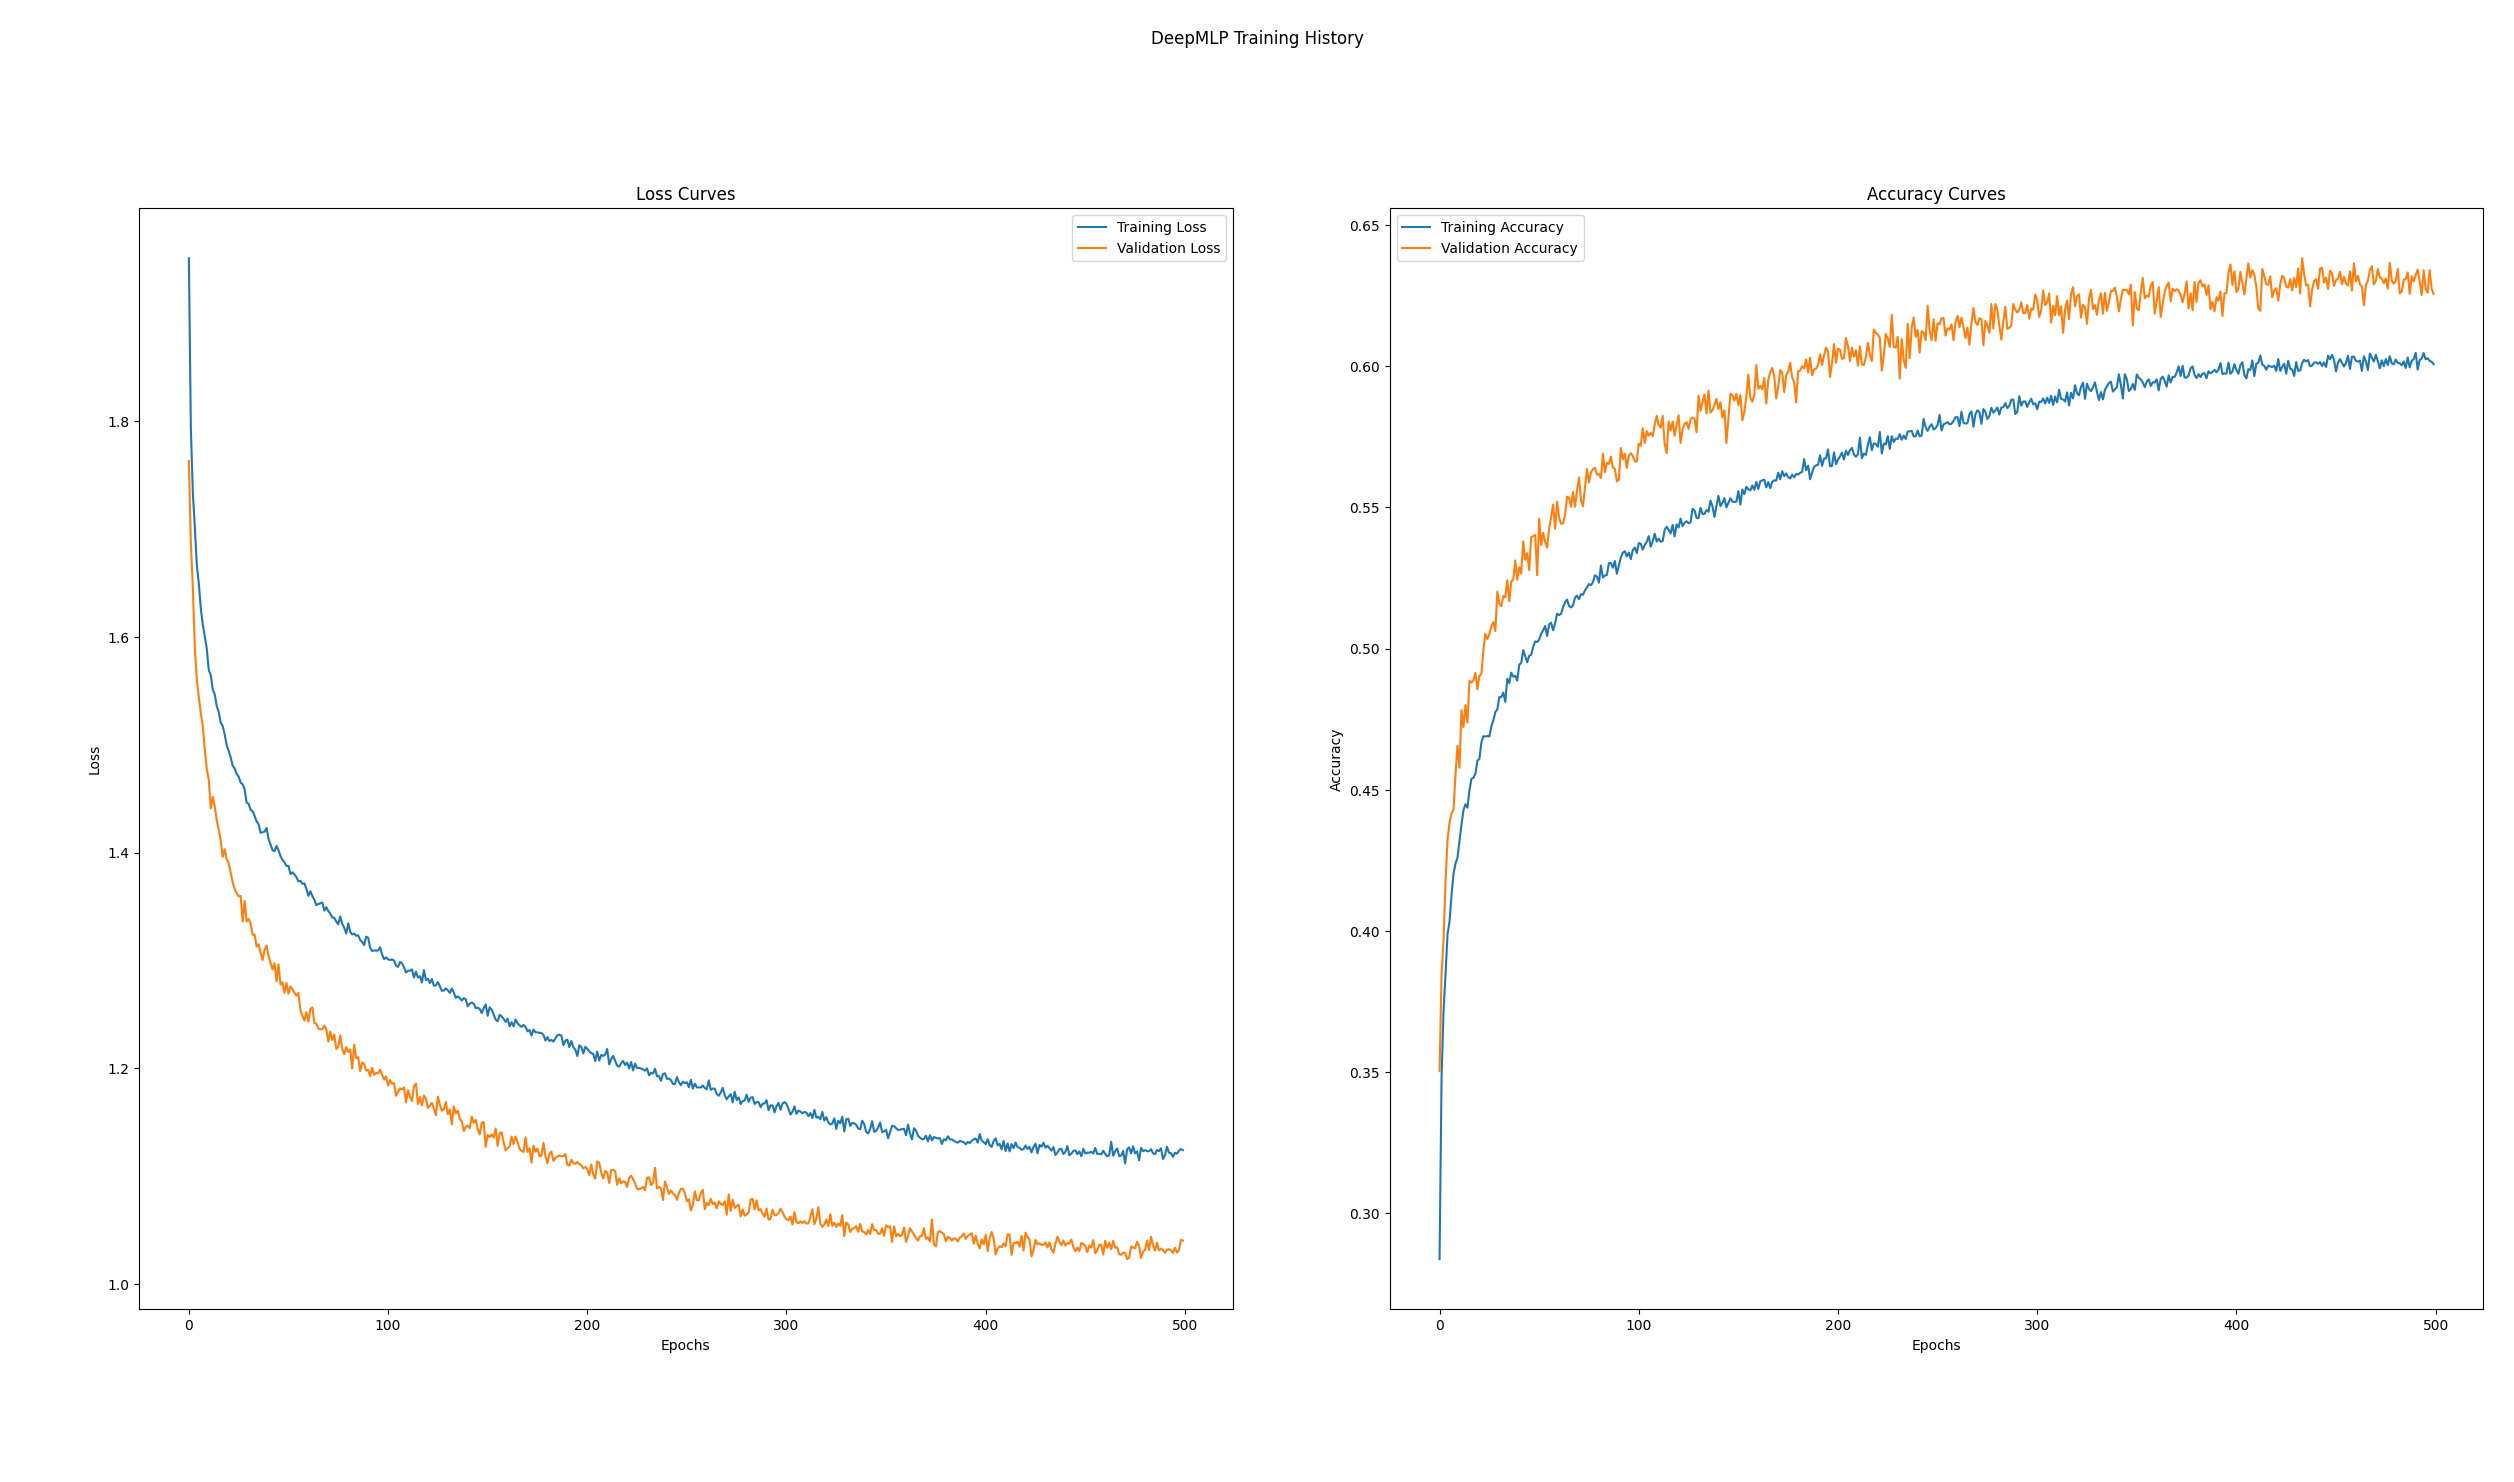 DeepMLP Training History
Loss Curves
Training Loss
Validation Loss
1.8
1.6
1.4
1.2
1.0
Loss
0
100
200
300
400
500
Epochs
Accuracy Curves
Training Accuracy
Validation Accuracy
0.65
0.60
0.55
0.50
0.45
0.40
0.35
0.30
Accuracy
0
100
200
300
400
500
Epochs